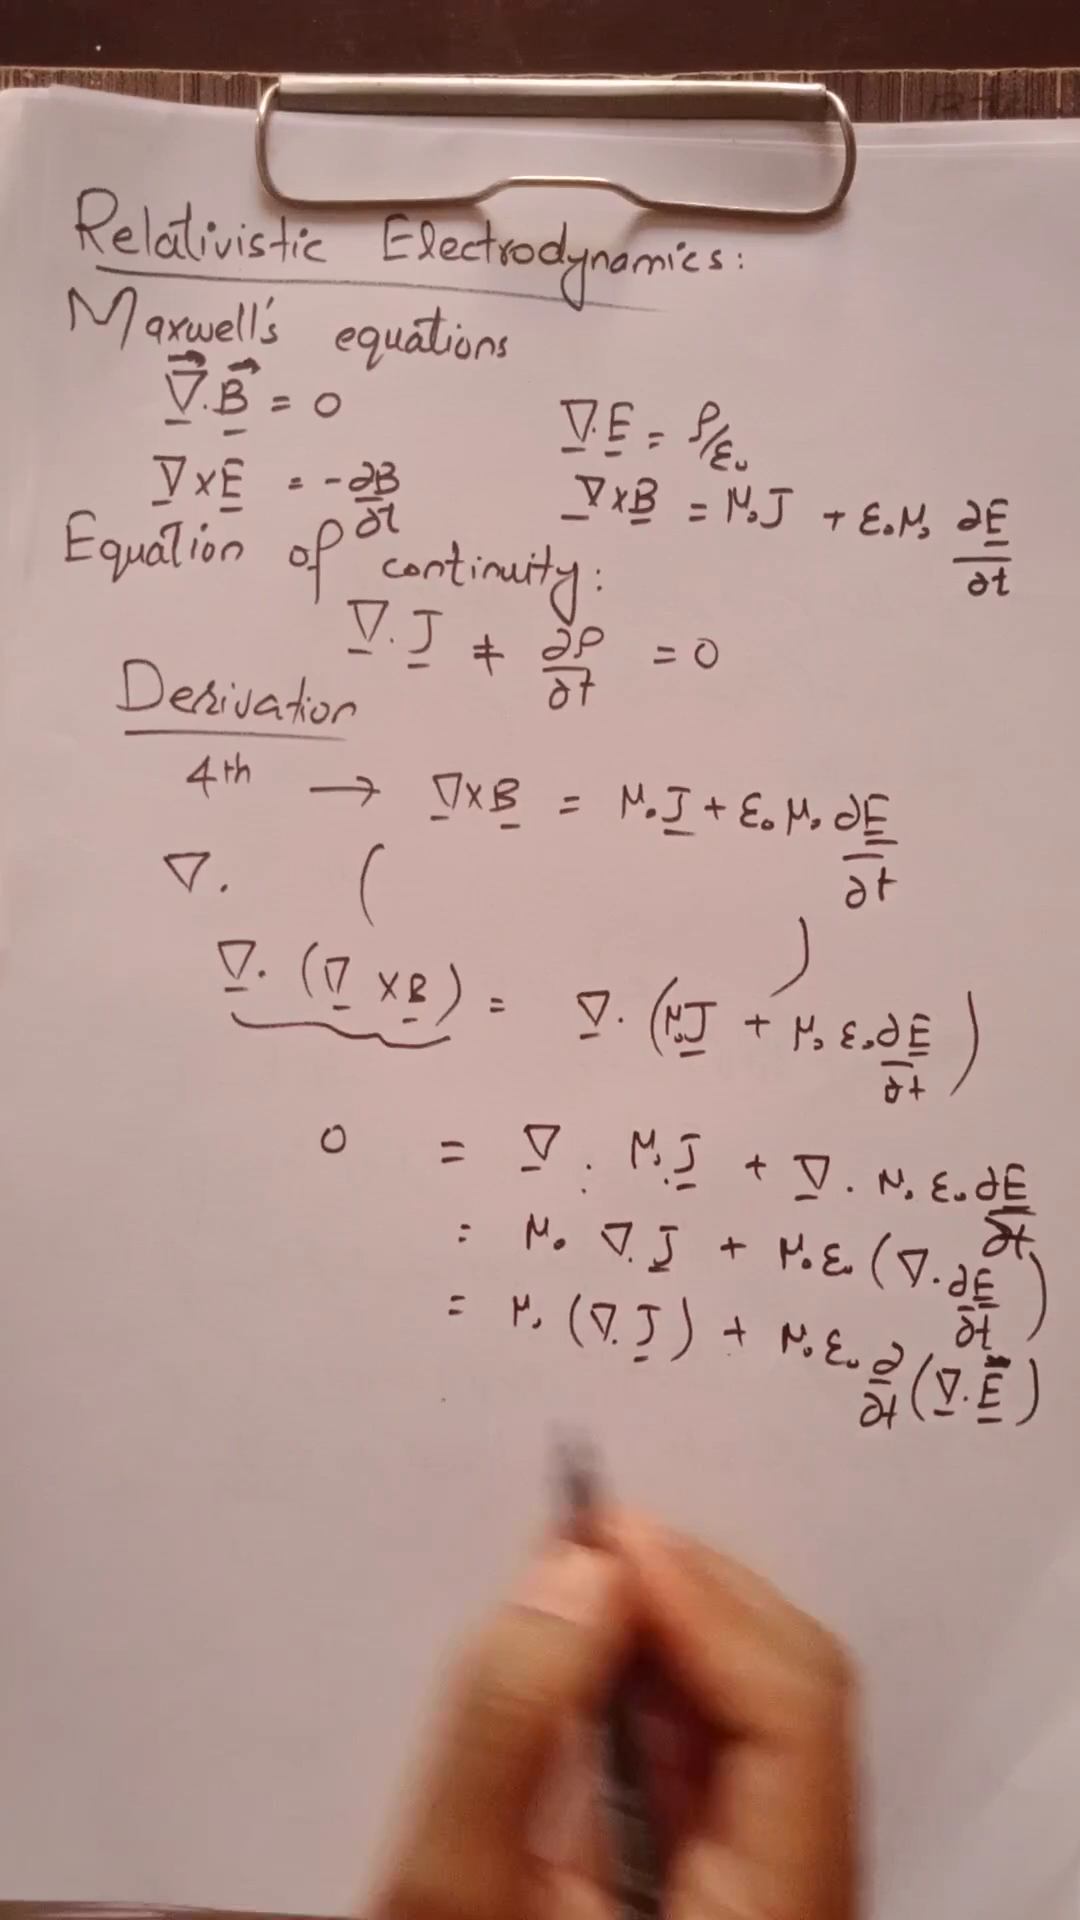 Relativistic Electrodynamics:
Maxwell's equations
∇⃗.B⃗ = 0
∇.E = ρ/ε₀
∇×E = -∂B/∂t
∇×B = μ₀J + ε₀μ₀ ∂E/∂t
Equation of continuity:
∇.J + ∂ρ/∂t = 0
Derivation
4th → ∇×B = μ₀J + ε₀μ₀ ∂E/∂t
∇. ( )
∇.(∇×B) = ∇.(μ₀J + μ₀ε₀∂E/∂t)
0 = ∇.μ₀J + ∇.μ₀ε₀∂E/∂t
= μ₀ ∇.J + μ₀ε₀(∇.∂E/∂t)
= μ₀(∇.J) + μ₀ε₀∂/∂t(∇.E)